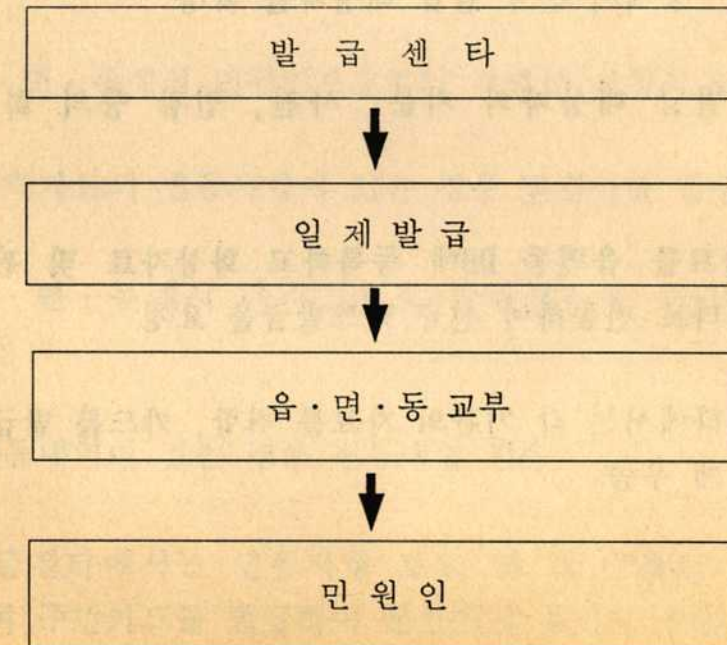 발 급 센 타
일 제 발 급
읍·면·동 교부
민 원 인